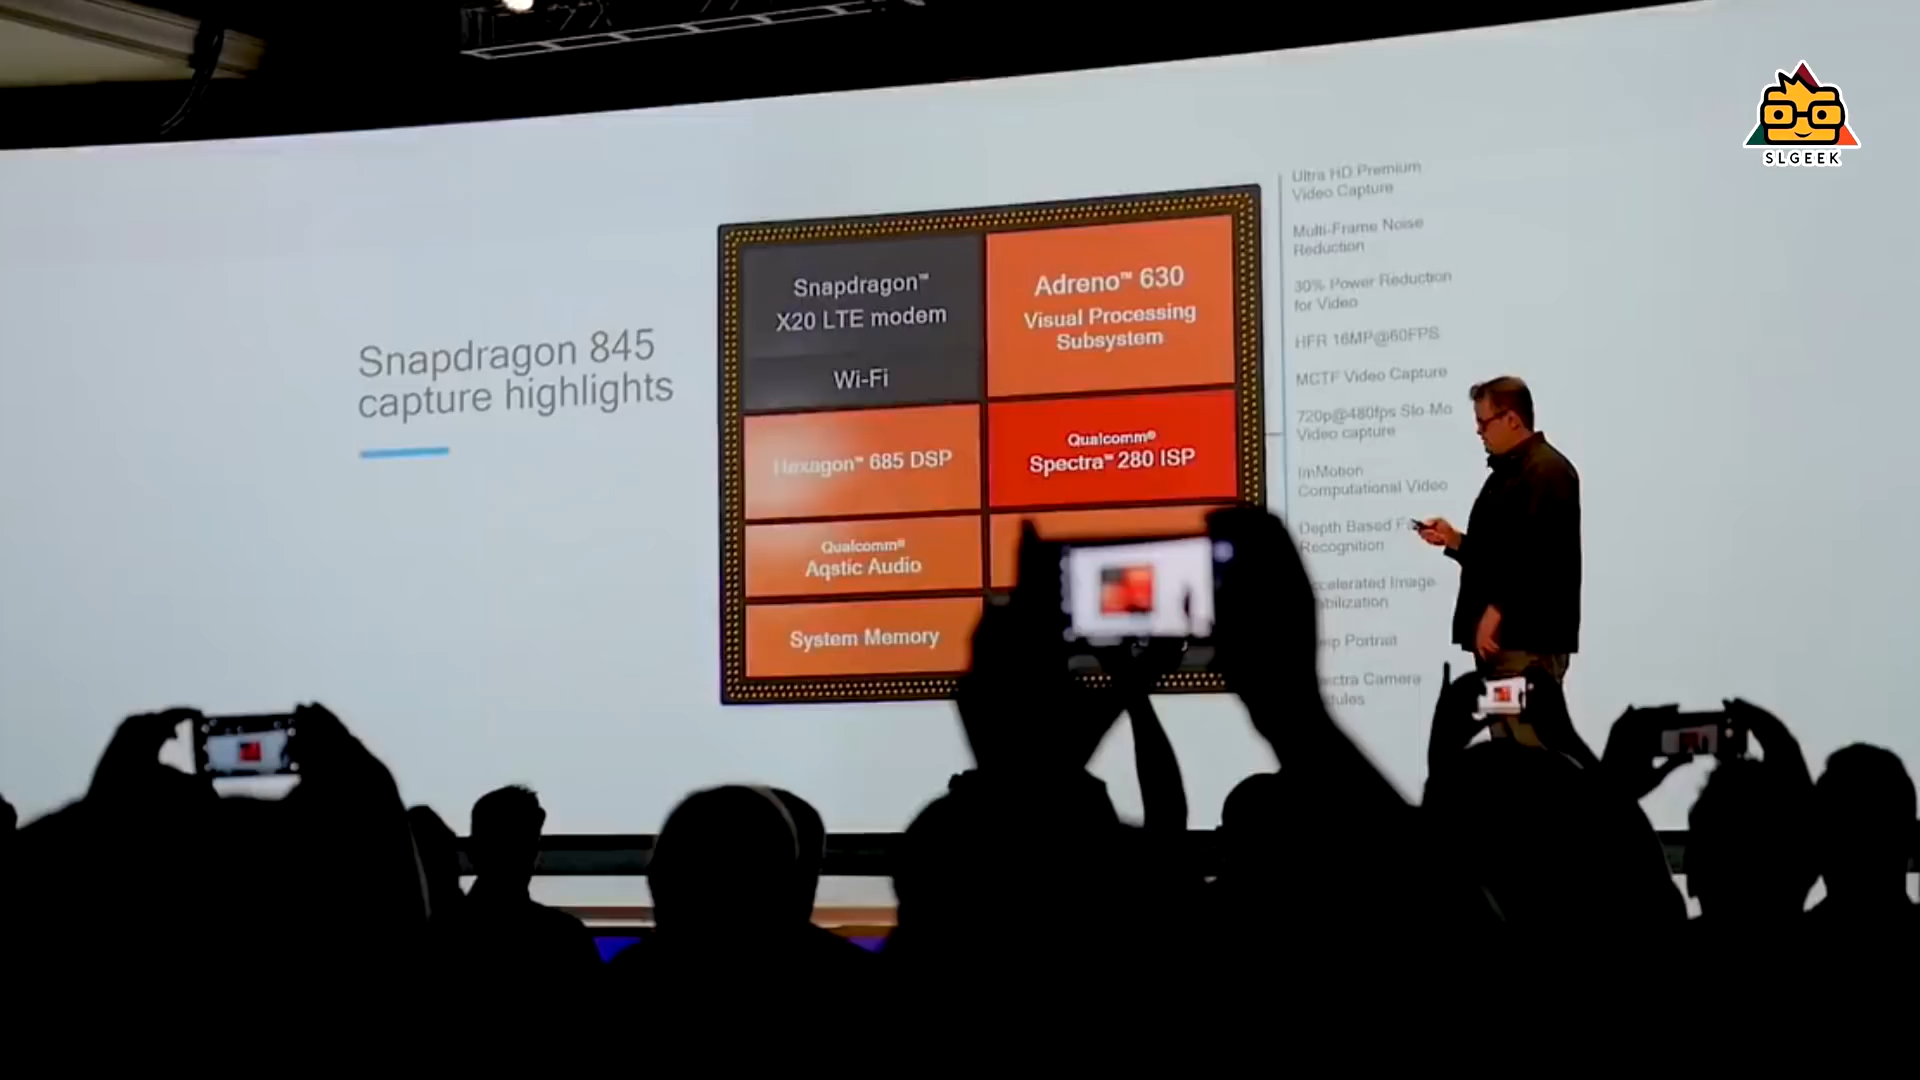 SLGEEK
Snapdragon 845
capture highlights
Snapdragon™
X20 LTE modem
Wi-Fi
Adreno™ 630
Visual Processing
Subsystem
Hexagon™ 685 DSP
Qualcomm®
Spectra™ 280 ISP
Qualcomm®
Aqstic Audio
System Memory
Ultra HD Premium
Video Capture
Multi-Frame Noise
Reduction
30% Power Reduction
for Video
HFR 16MP@60FPS
MCTF Video Capture
720p@480fps Slo-Mo
Video capture
ImMotion
Computational Video
Depth Based
Recognition
Image
Portrait
Camera